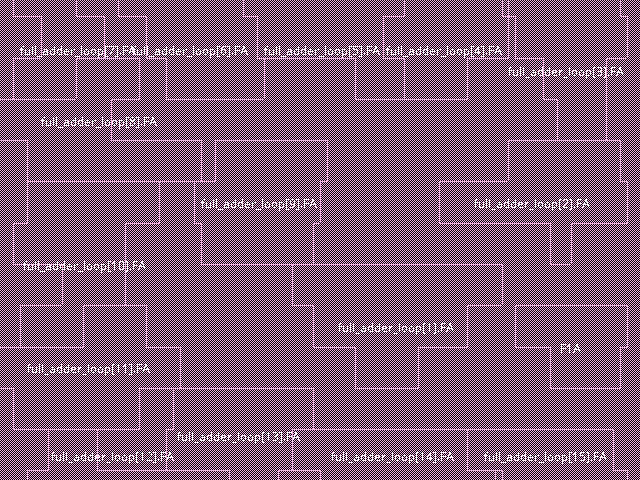 full_adder_loop[7].FA
full_adder_loop[6].FA
full_adder_loop[5].FA
full_adder_loop[4].FA
full_adder_loop[3].FA
full_adder_loop[8].FA
full_adder_loop[9].FA
full_adder_loop[2].FA
full_adder_loop[10].FA
full_adder_loop[1].FA
full_adder_loop[11].FA
full_adder_loop[13].FA
full_adder_loop[12].FA
full_adder_loop[14].FA
full_adder_loop[15].FA